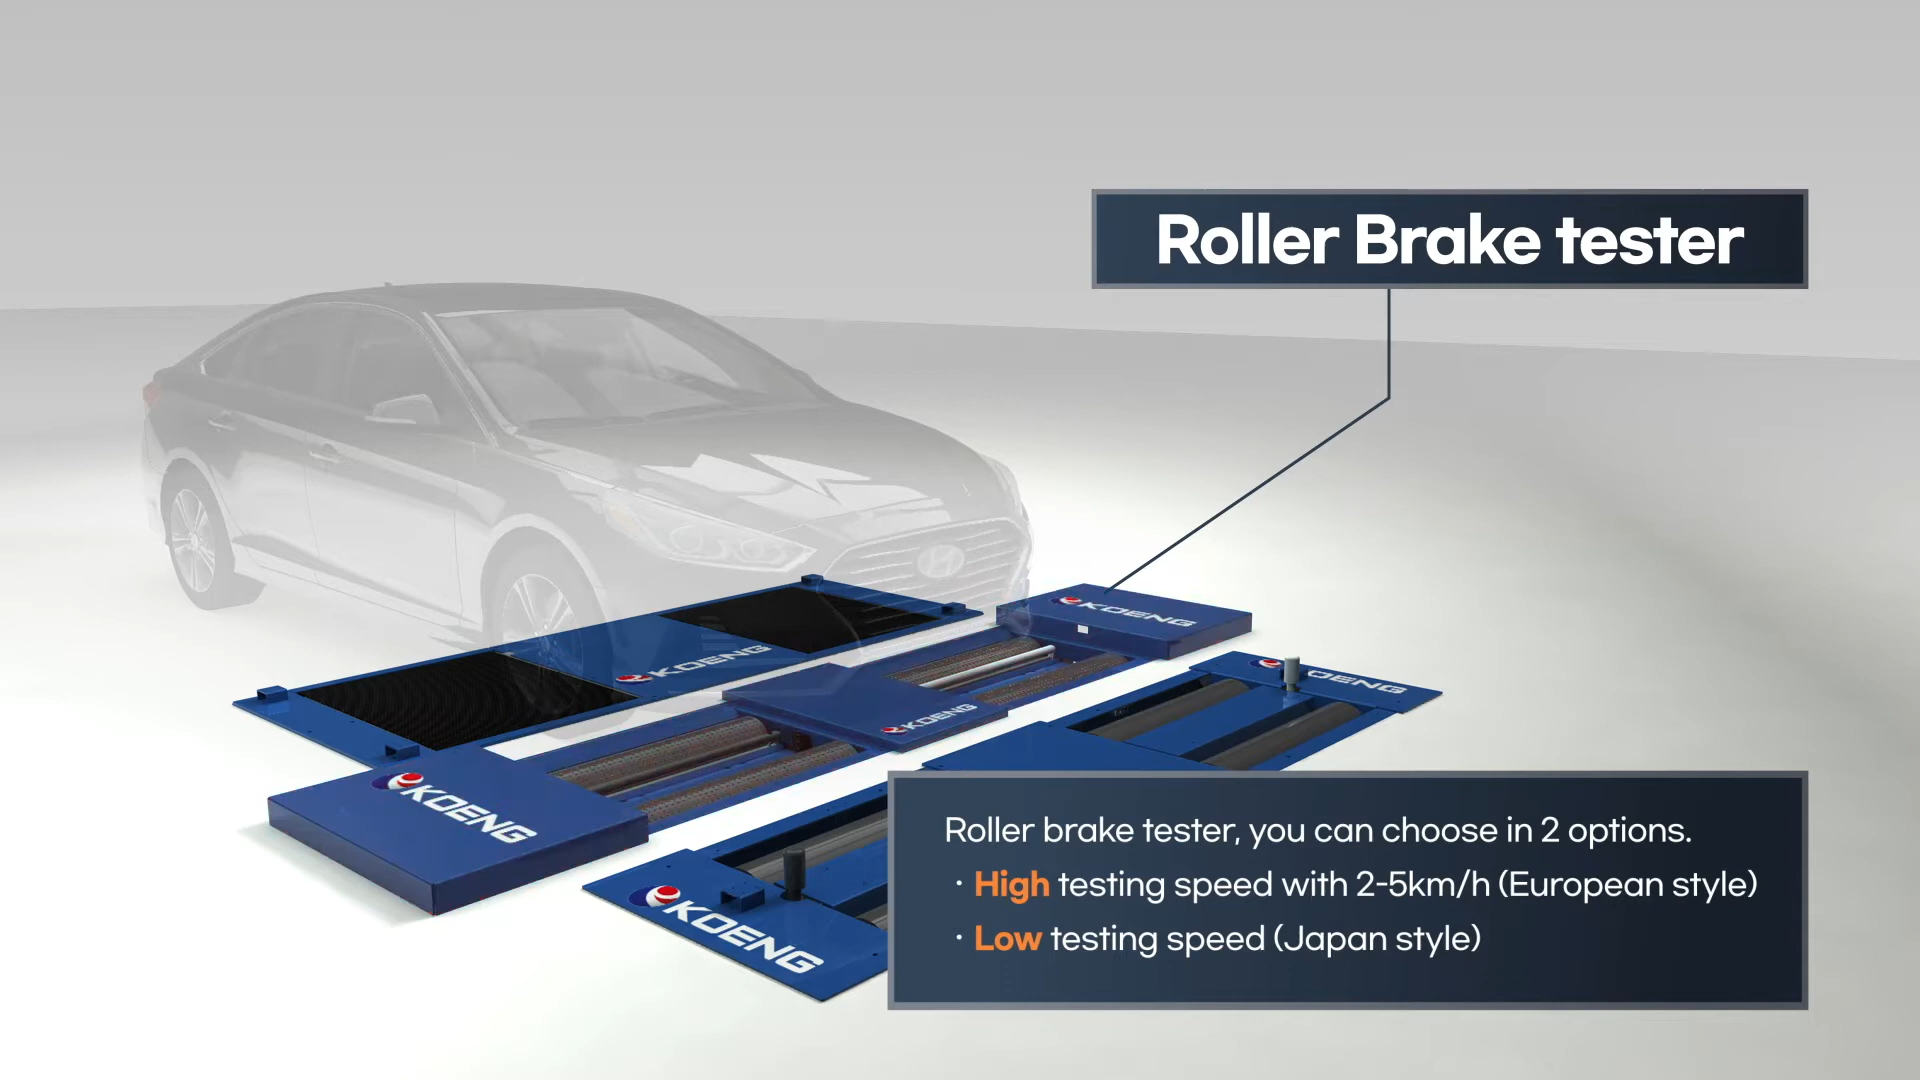 Roller Brake tester
KOENG
KOENG
KOENG
OENG
KOENG
KOENG
Roller brake tester, you can choose in 2 options.
· High testing speed with 2-5km/h (European style)
· Low testing speed (Japan style)